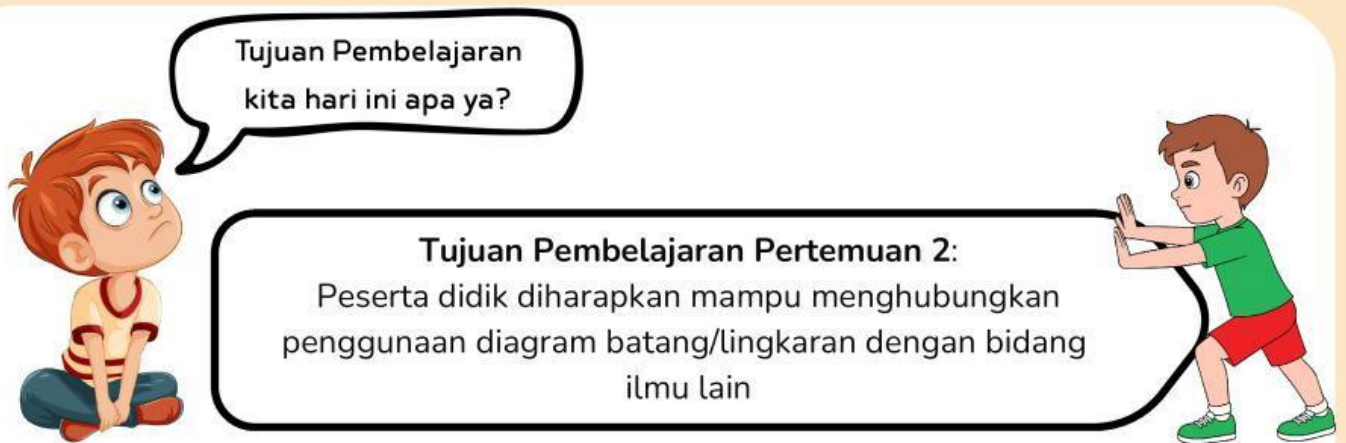 Tujuan Pembelajaran
kita hari ini apa ya?
Tujuan Pembelajaran Pertemuan 2:
Peserta didik diharapkan mampu menghubungkan
penggunaan diagram batang/lingkaran dengan bidang
ilmu lain